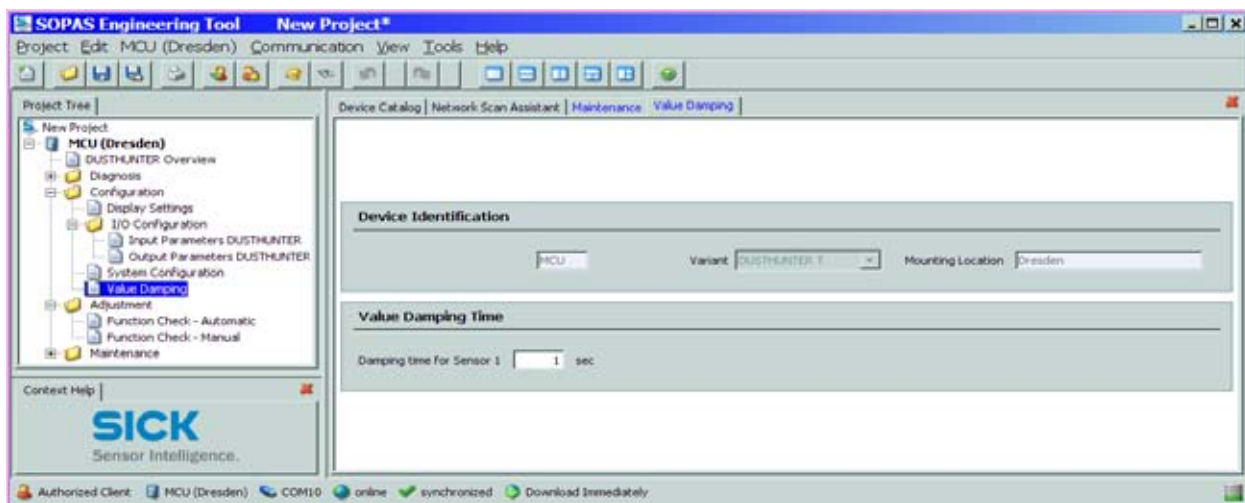 SOPAS Engineering Tool New Project*
Project Edit MCU (Dresden) Communication View Tools Help
Project Tree
New Project
MCU (Dresden)
DUSTHUNTER Overview
Diagnosis
Configuration
Display Settings
I/O Configuration
Input Parameters DUSTHUNTER
Output Parameters DUSTHUNTER
System Configuration
Value Damping
Adjustment
Function Check - Automatic
Function Check - Manual
Maintenance
Context Help
SICK
Sensor Intelligence.
Device Catalog Network Scan Assistant Maintenance Value Damping
Device Identification
MCU Variant DUSTHUNTER T Mounting Location Dresden
Value Damping Time
Damping time for Sensor 1 1 sec
Authorized Client MCU (Dresden) COM10 online synchronized Download Immediately